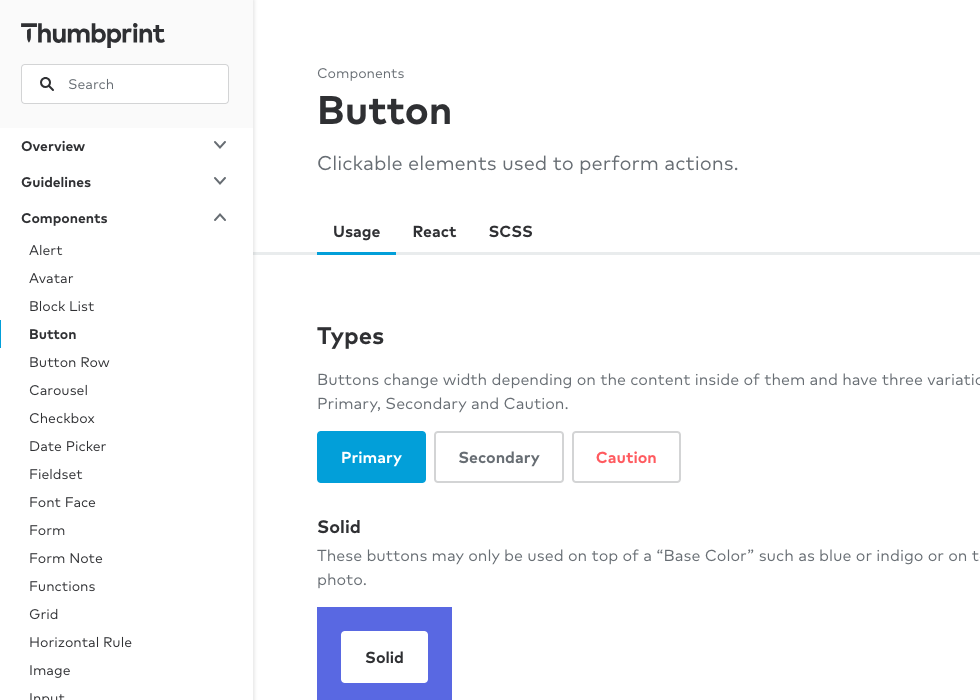 Thumbprint
Search
Overview
Guidelines
Components
Alert
Avatar
Block List
Button
Button Row
Carousel
Checkbox
Date Picker
Fieldset
Font Face
Form
Form Note
Functions
Grid
Horizontal Rule
Image
Input
Components
Button
Clickable elements used to perform actions.
Usage React SCSS
Types
Buttons change width depending on the content inside of them and have three
Primary, Secondary and Caution.
Primary Secondary Caution
Solid
These buttons may only be used on top of a “Base Color” such as blue or indigo or on
photo.
Solid